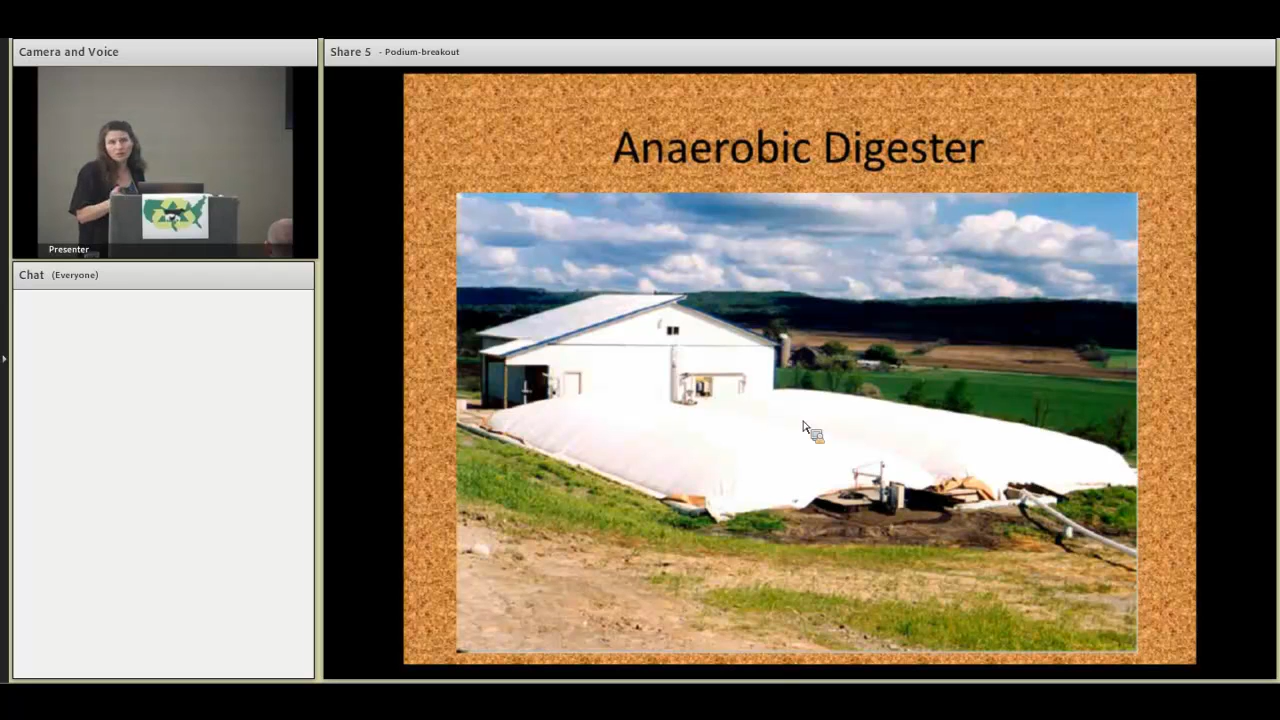 Camera and Voice
Presenter
Chat (Everyone)
Share 5 - Podium-breakout
Anaerobic Digester